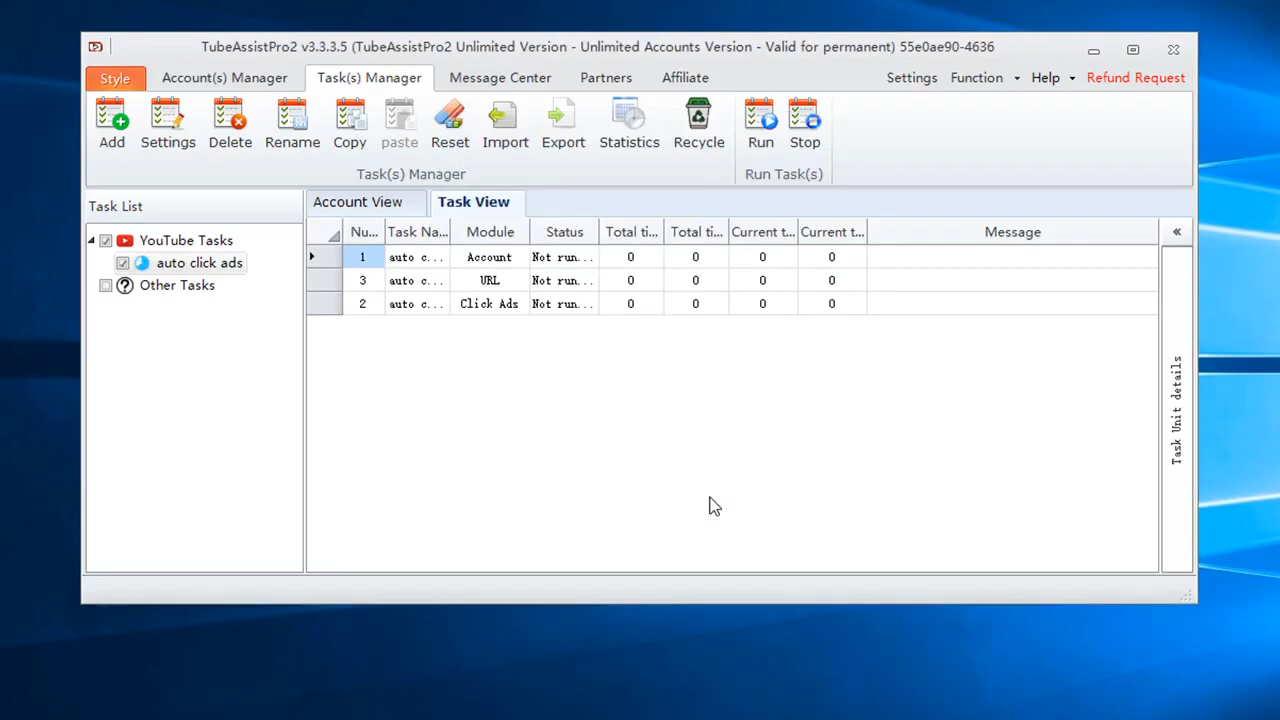 TubeAssistPro2 v3.3.3.5 (TubeAssistPro2 Unlimited Version - Unlimited Accounts Version - Valid for permanent) 55e0ae90-4636
Style Account(s) Manager Task(s) Manager Message Center Partners Affiliate Settings Function Help Refund Request
Add Settings Delete Rename Copy paste Reset Import Export Statistics Recycle Run Stop
Task(s) Manager Run Task(s)
Task List
YouTube Tasks
auto click ads
Other Tasks
Account View Task View
Nu... Task Na... Module Status Total ti... Total ti... Current t... Current t... Message
1 auto c... Account Not run... 0 0 0 0
3 auto c... URL Not run... 0 0 0 0
2 auto c... Click Ads Not run... 0 0 0 0
Task Unit details